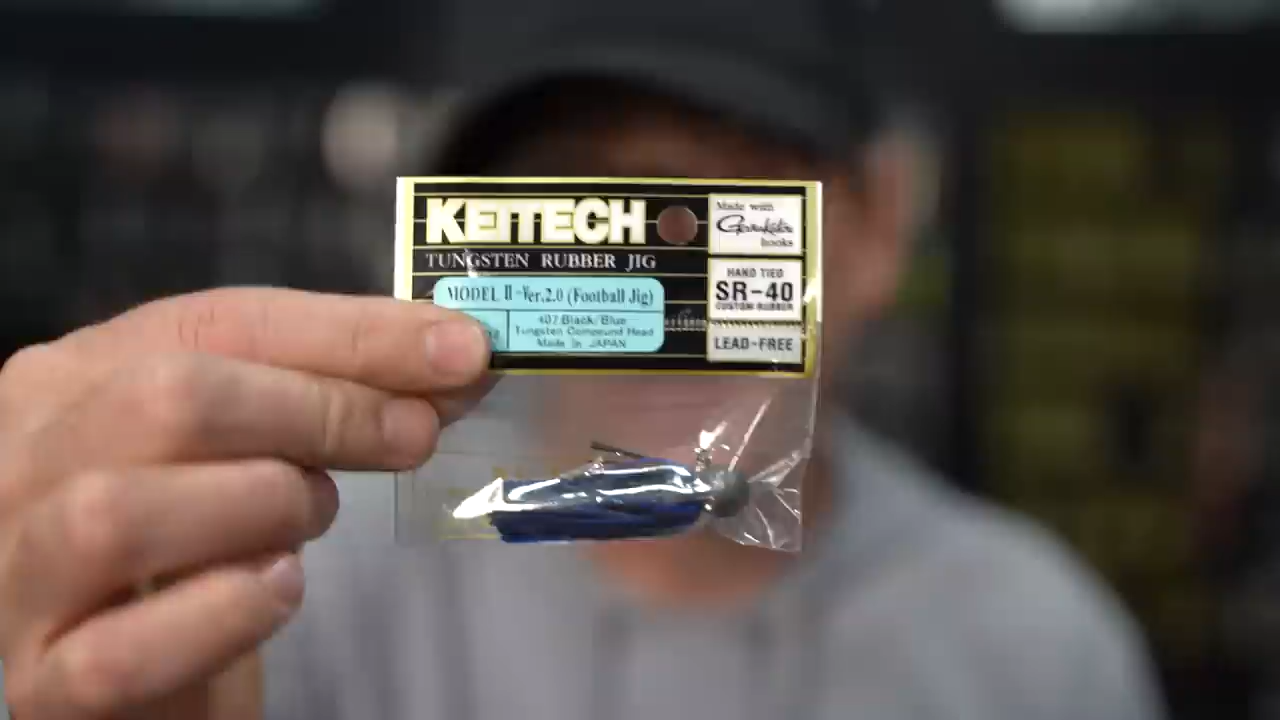 KEITECH
TUNGSTEN RUBBER JIG
MODEL II-Ver.2.0 (Football Jig)
407 Black/Blue
Tungsten Compound Head
Made in JAPAN
Made with
Gamakatsu
hooks
HAND TIED
SR-40
CUSTOM RUBBER
LEAD-FREE